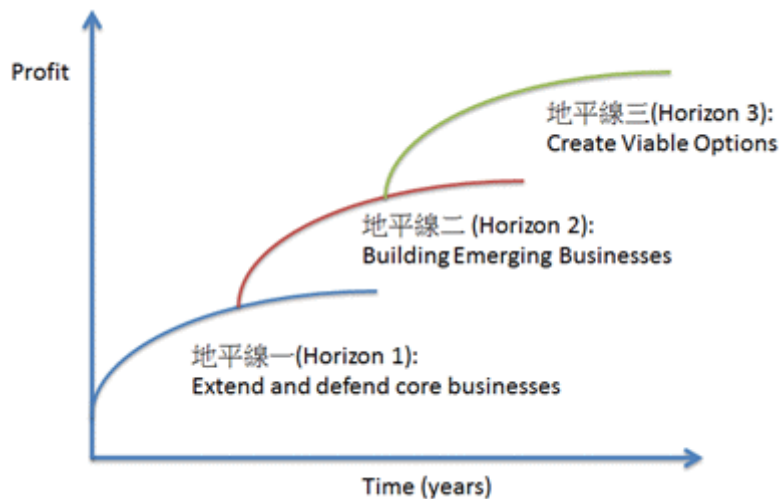 Profit
地平線三(Horizon 3):
Create Viable Options
地平線二 (Horizon 2):
Building Emerging Businesses
地平線一(Horizon 1):
Extend and defend core businesses
Time (years)